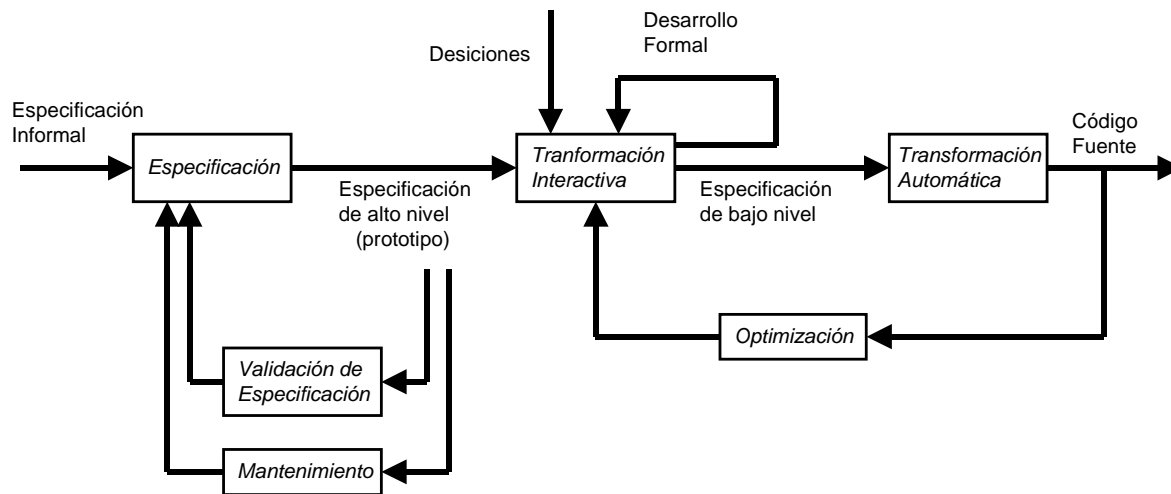 Desarrollo
Formal
Desiciones
Especificación
Informal
Código
Fuente
Especificación
Tranformación
Interactiva
Transformación
Automática
Especificación
de alto nivel
(prototipo)
Especificación
de bajo nivel
Optimización
Validación de
Especificación
Mantenimiento